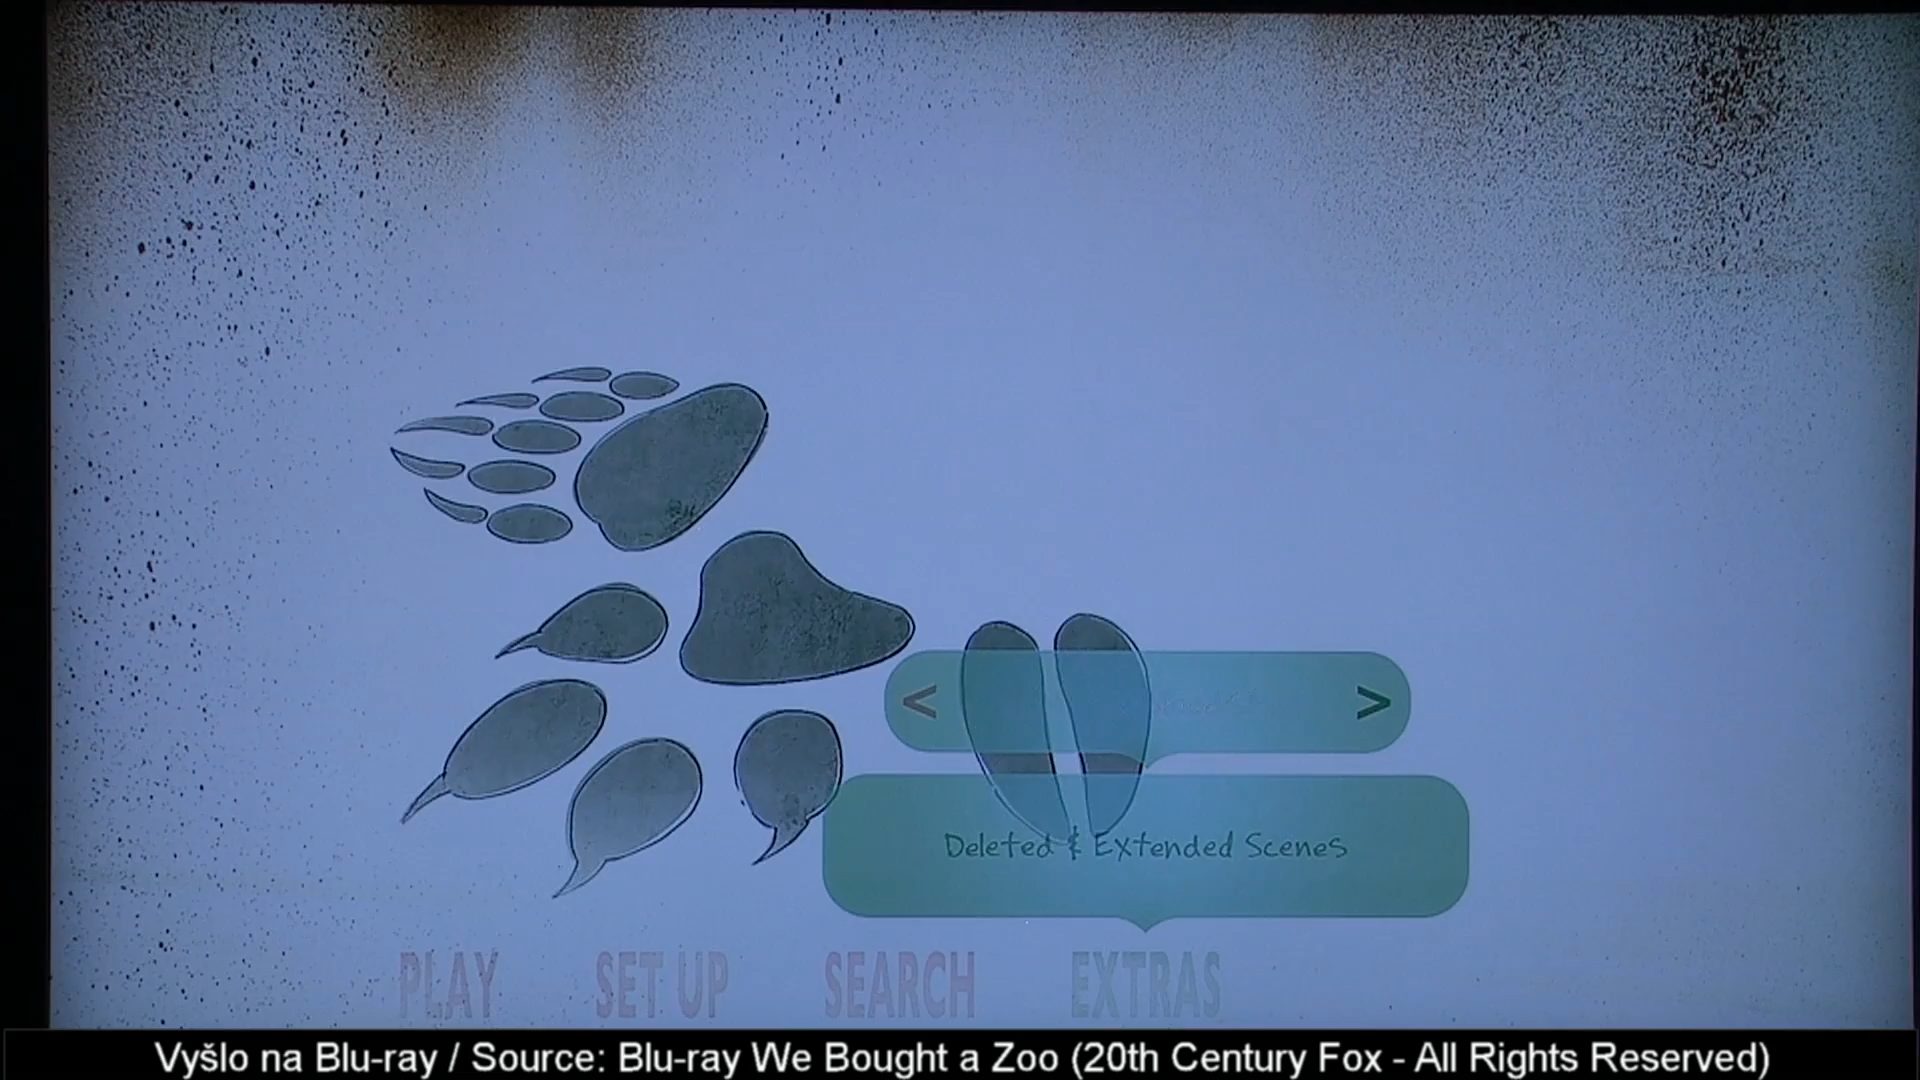 < >
Deleted & Extended Scenes
PLAY SET UP SEARCH EXTRAS
Vyšlo na Blu-ray / Source: Blu-ray We Bought a Zoo (20th Century Fox - All Rights Reserved)